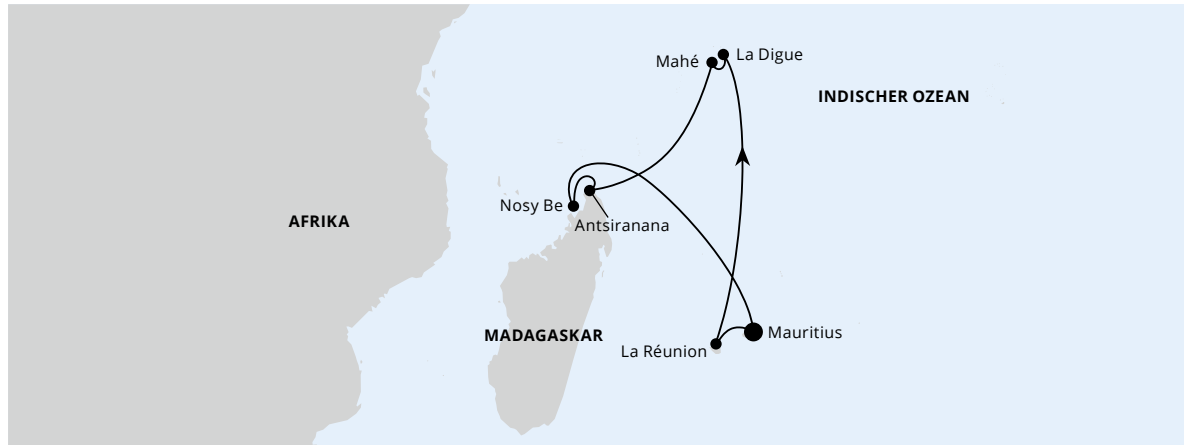 Mahé
La Digue
INDISCHER OZEAN
Nosy Be
AFRIKA
Antsiranana
MADAGASKAR
Mauritius
La Réunion